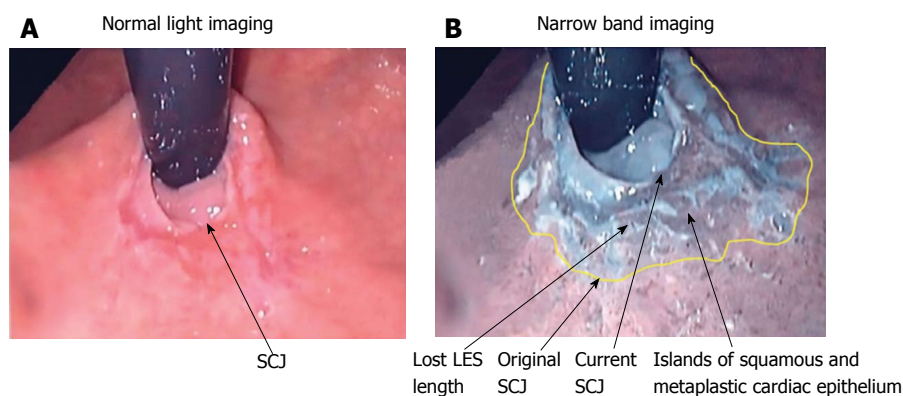 A
Normal light imaging
B
Narrow band imaging
SCJ
Lost LES
length
Original
SCJ
Current
SCJ
Islands of squamous and
metaplastic cardiac epithelium